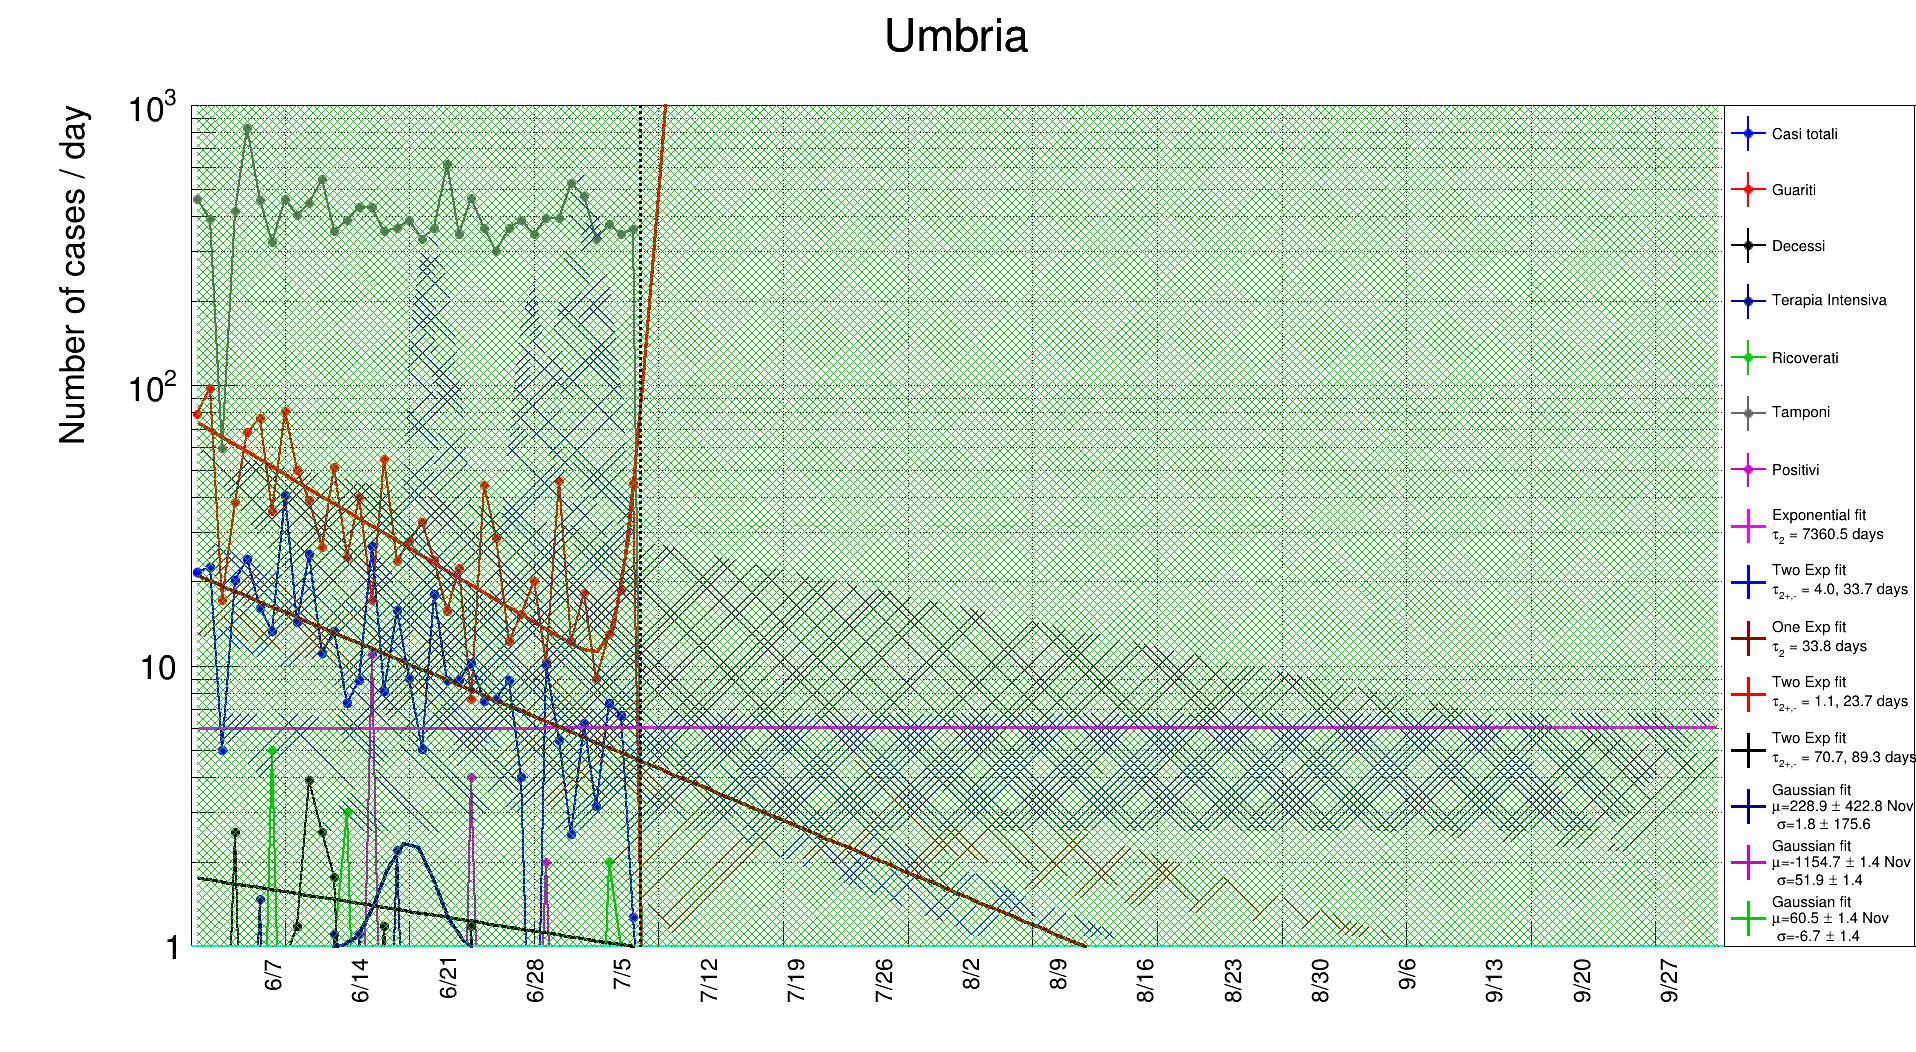 Umbria
Number of cases / day
10³
10²
10
1
6/7
6/14
6/21
6/28
7/5
7/12
7/19
7/26
8/2
8/9
8/16
8/23
8/30
9/6
9/13
9/20
9/27
Casi totali
Guariti
Decessi
Terapia Intensiva
Ricoverati
Tamponi
Positivi
Exponential fit
τ₂ = 7360.5 days
Two Exp fit
τ₂₊,₋ = 4.0, 33.7 days
One Exp fit
τ₂ = 33.8 days
Two Exp fit
τ₂₊,₋ = 1.1, 23.7 days
Two Exp fit
τ₂₊,₋ = 70.7, 89.3 days
Gaussian fit
μ=228.9 ± 422.8 Nov
σ=1.8 ± 175.6
Gaussian fit
μ=-1154.7 ± 1.4 Nov
σ=51.9 ± 1.4
Gaussian fit
μ=60.5 ± 1.4 Nov
σ=-6.7 ± 1.4